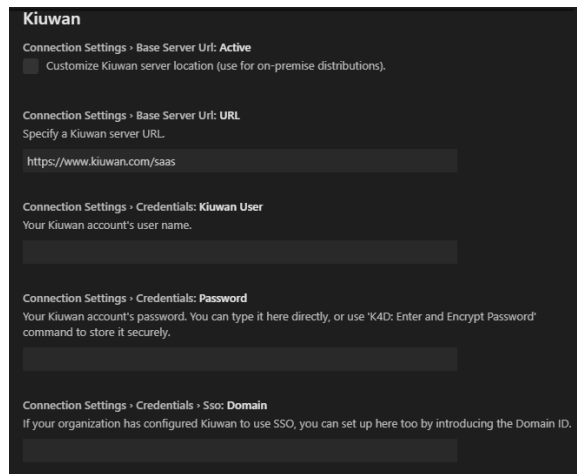 Kiuwan
Connection Settings › Base Server Url: Active
Customize Kiuwan server location (use for on-premise distributions).
Connection Settings › Base Server Url: URL
Specify a Kiuwan server URL.
https://www.kiuwan.com/saas
Connection Settings › Credentials: Kiuwan User
Your Kiuwan account's user name.
Connection Settings › Credentials: Password
Your Kiuwan account's password. You can type it here directly, or use 'K4D: Enter and Encrypt Password'
command to store it securely.
Connection Settings › Credentials › Sso: Domain
If your organization has configured Kiuwan to use SSO, you can set up here too by introducing the Domain ID.